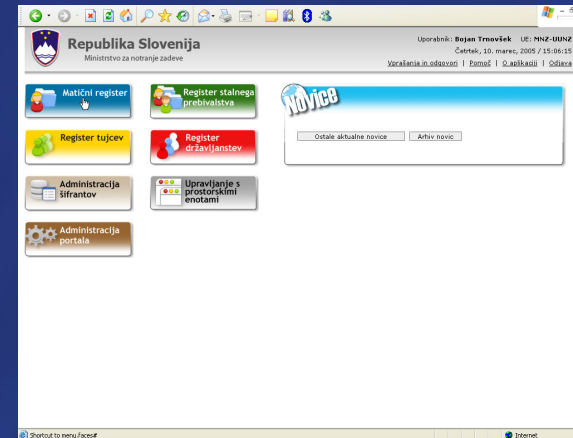 Republika Slovenija
Ministrstvo za notranje zadeve
Uporabnik: Bojan Trnovšek UE: MNZ-UUNZ
Četrtek, 10. marec, 2005 / 15:06:15
Vprašanja in odgovori | Pomoč | O aplikaciji | Odjava
Matični register
Register stalnega
prebivalstva
Register tujcev
Register
državljanstev
Administracija
šifrantov
Upravljanje s
prostorskimi
enotami
Administracija
portala
Novice
Ostale aktualne novice
Arhiv novic
Shortcut to menu.faces#
Internet